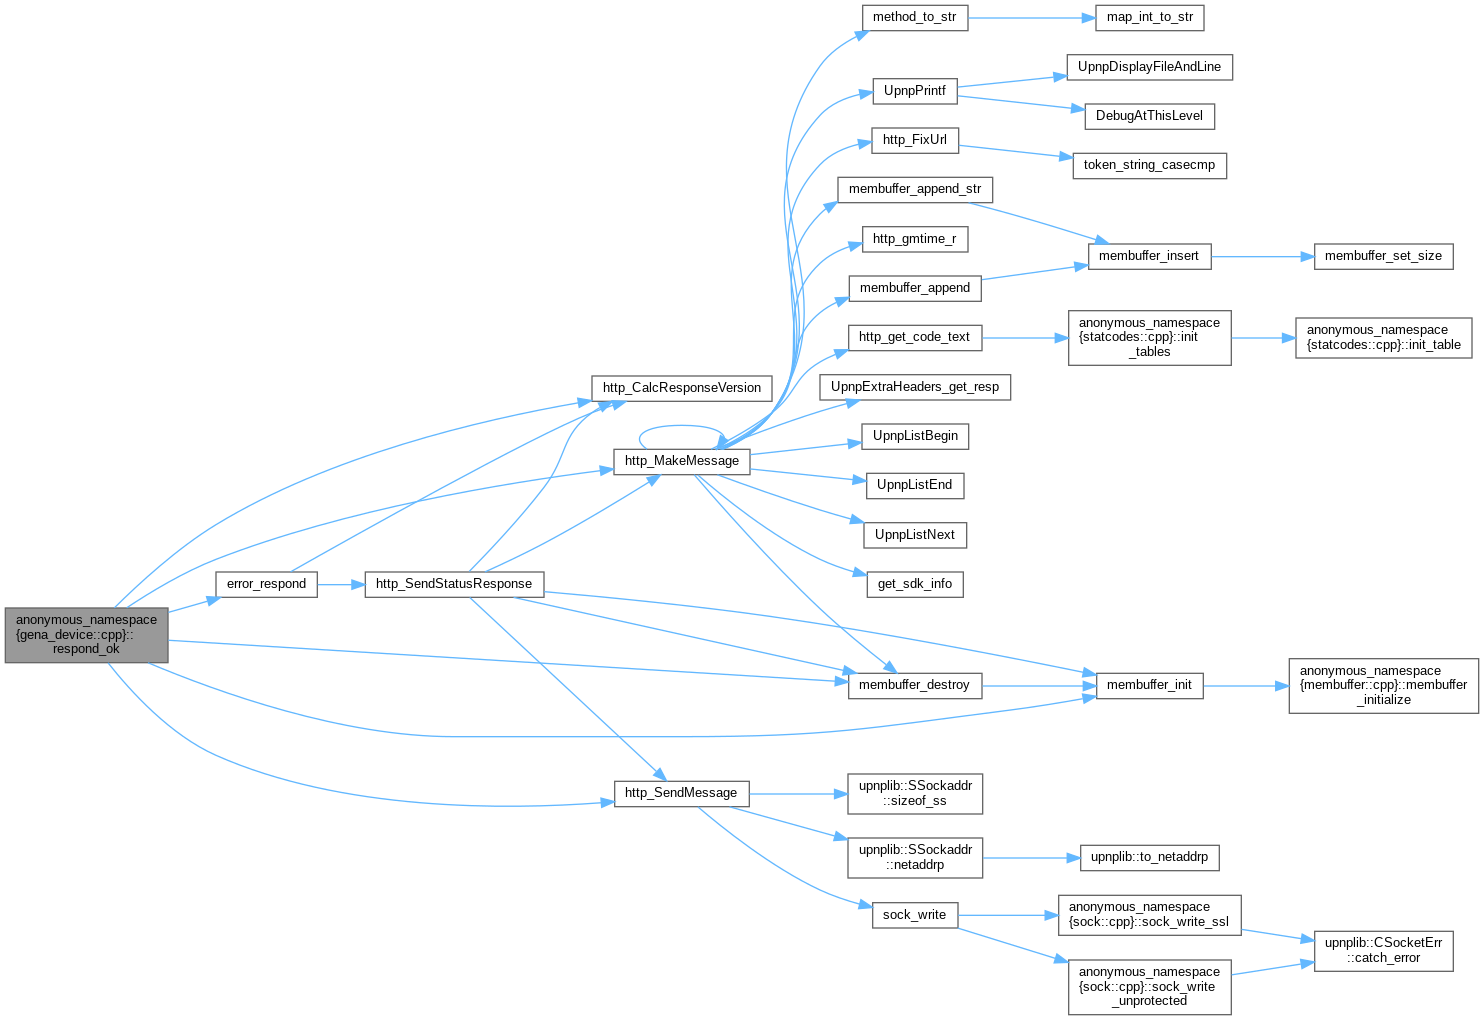 method_to_str
map_int_to_str
UpnpDisplayFileAndLine
UpnpPrintf
DebugAtThisLevel
http_FixUrl
token_string_casecmp
membuffer_append_str
http_gmtime_r
membuffer_insert
membuffer_set_size
membuffer_append
anonymous_namespace
{statcodes::cpp}::init
_tables
http_get_code_text
anonymous_namespace
{statcodes::cpp}::init_table
http_CalcResponseVersion
UpnpExtraHeaders_get_resp
UpnpListBegin
http_MakeMessage
UpnpListEnd
UpnpListNext
error_respond
http_SendStatusResponse
get_sdk_info
anonymous_namespace
{gena_device::cpp}::
respond_ok
membuffer_destroy
membuffer_init
anonymous_namespace
{membuffer::cpp}::membuffer
_initialize
http_SendMessage
upnplib::SSockaddr
::sizeof_ss
upnplib::SSockaddr
::netaddrp
upnplib::to_netaddrp
sock_write
anonymous_namespace
{sock::cpp}::sock_write_ssl
upnplib::CSocketErr
::catch_error
anonymous_namespace
{sock::cpp}::sock_write
_unprotected